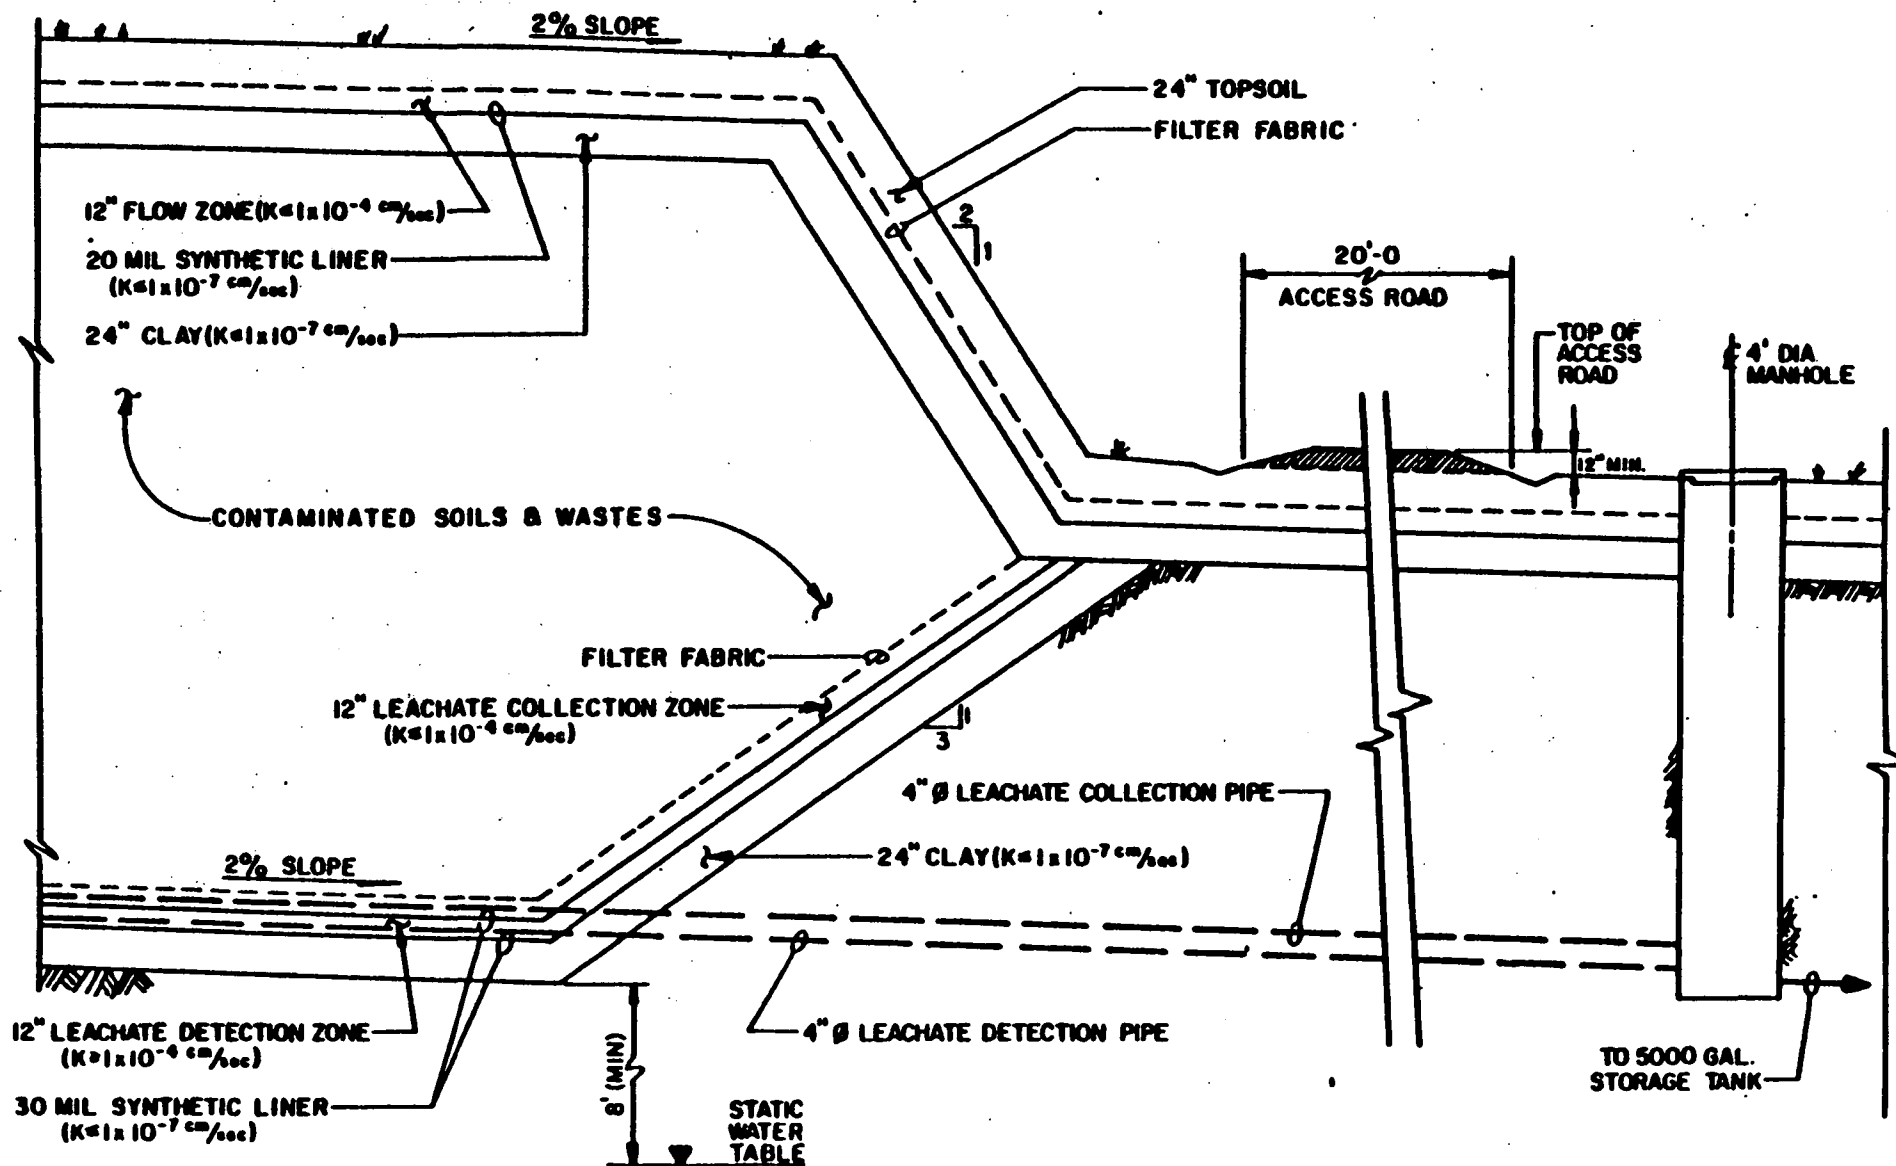 2% SLOPE
24" TOPSOIL
FILTER FABRIC
12" FLOW ZONE (K≤1x10-4 cm/sec)
20 MIL SYNTHETIC LINER
(K≤1x10-7 cm/sec)
24" CLAY (K≤1x10-7 cm/sec)
2
1
20'-0
ACCESS ROAD
TOP OF
ACCESS
ROAD
℄ 4' DIA
MANHOLE
12" MIN.
CONTAMINATED SOILS & WASTES
FILTER FABRIC
12" LEACHATE COLLECTION ZONE
(K≤1x10-4 cm/sec)
1
3
4" Ø LEACHATE COLLECTION PIPE
24" CLAY (K≤1x10-7 cm/sec)
2% SLOPE
12" LEACHATE DETECTION ZONE
(K≥1x10-4 cm/sec)
4" Ø LEACHATE DETECTION PIPE
30 MIL SYNTHETIC LINER
(K≤1x10-7 cm/sec)
8' (MIN)
STATIC
WATER
TABLE
TO 5000 GAL.
STORAGE TANK